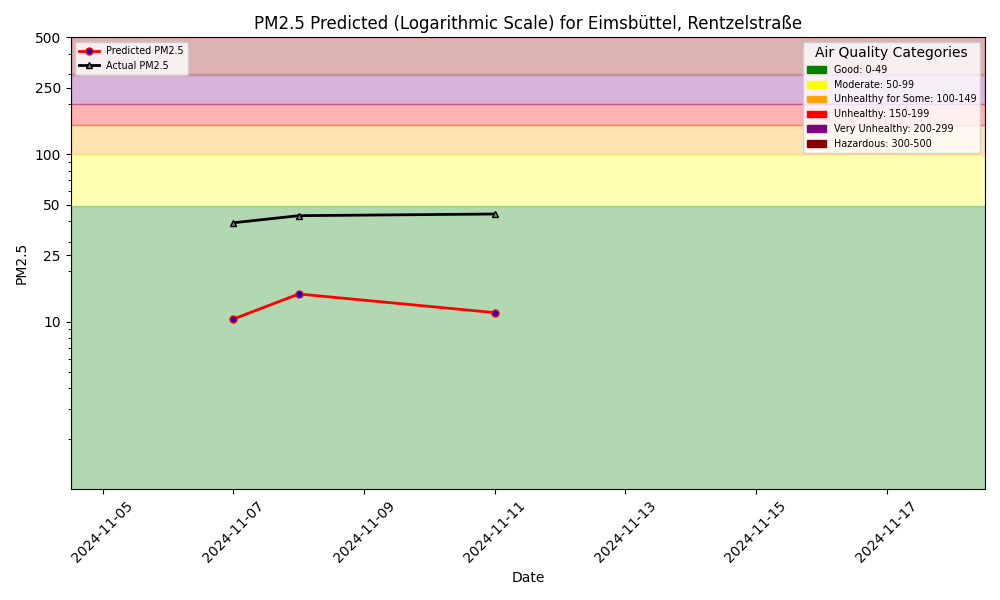 PM2.5 Predicted (Logarithmic Scale) for Eimsbüttel, Rentzelstraße
Predicted PM2.5
Actual PM2.5
Air Quality Categories
Good: 0-49
Moderate: 50-99
Unhealthy for Some: 100-149
Unhealthy: 150-199
Very Unhealthy: 200-299
Hazardous: 300-500
500
250
100
50
25
10
PM2.5
2024-11-05
2024-11-07
2024-11-09
2024-11-11
2024-11-13
2024-11-15
2024-11-17
Date